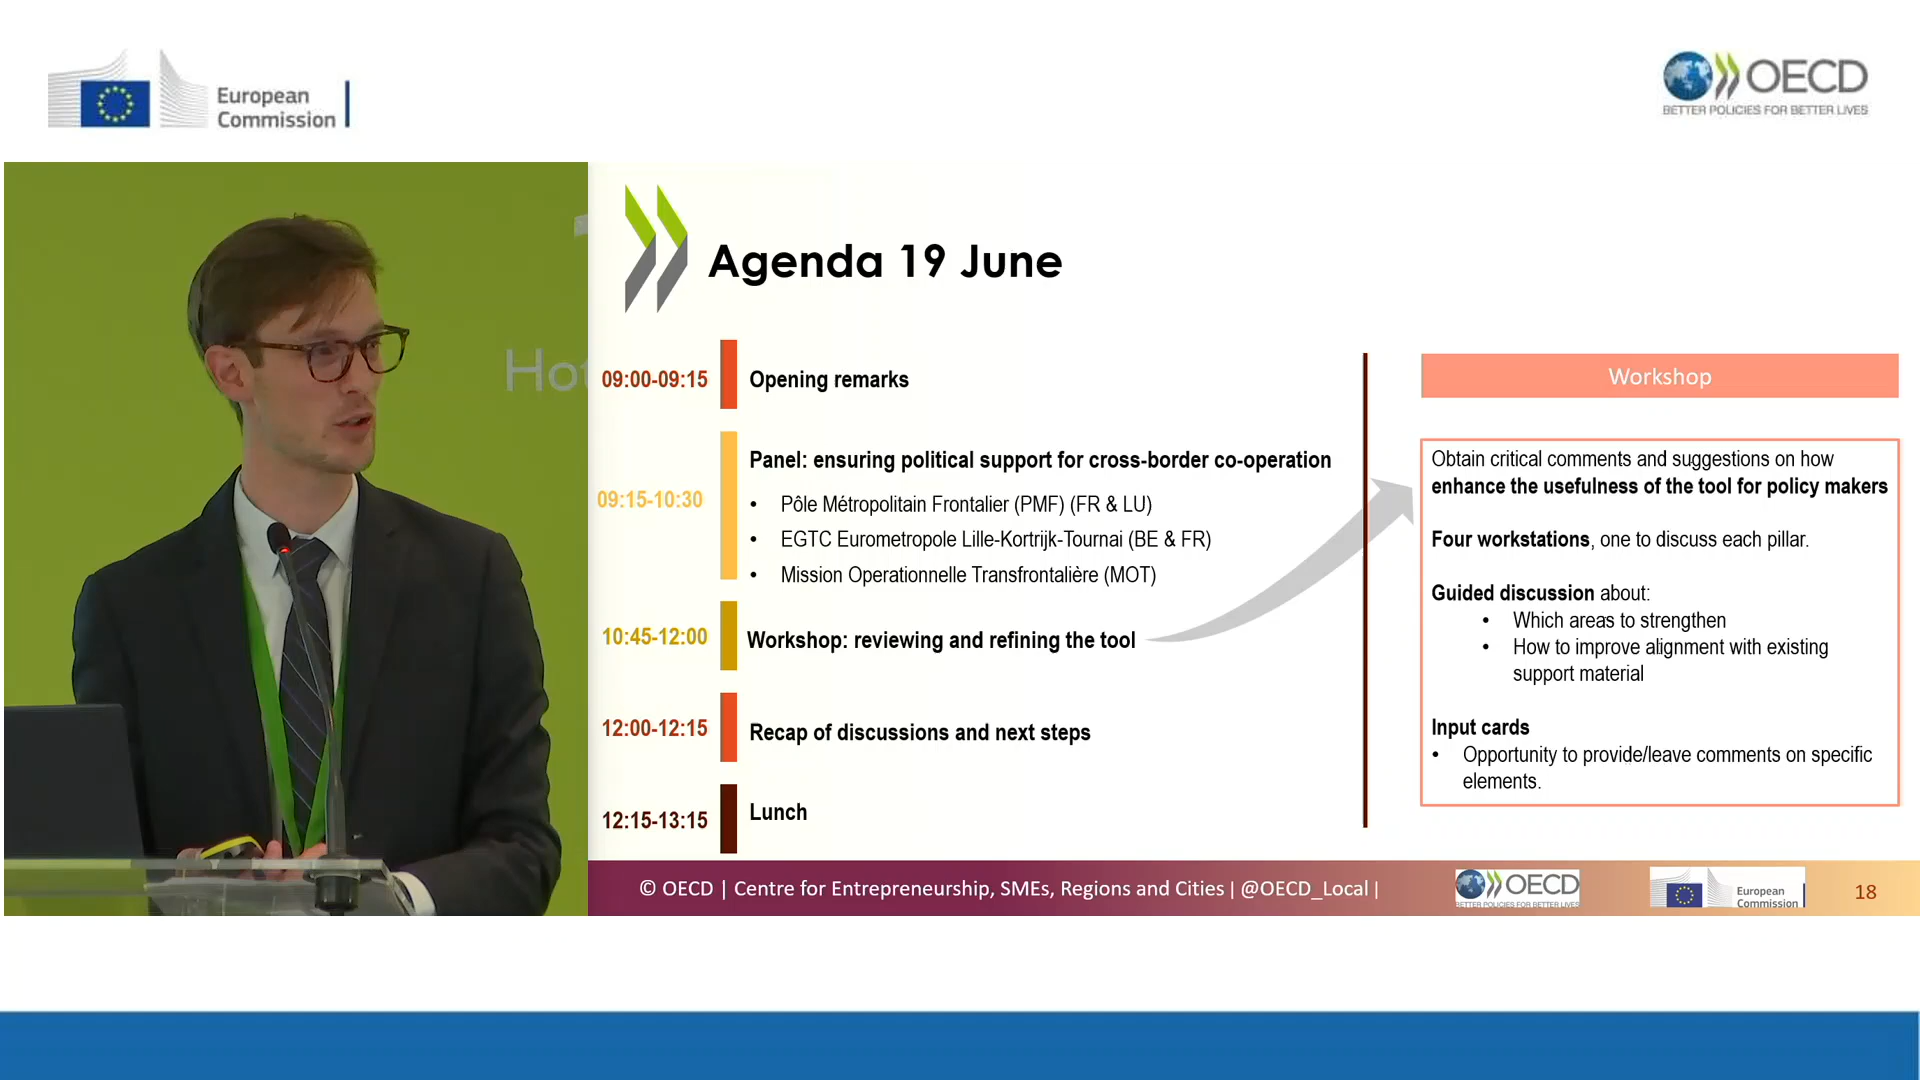 European
Commission
OECD
BETTER POLICIES FOR BETTER LIVES
Hot
Agenda 19 June
09:00-09:15
Opening remarks
09:15-10:30
Panel: ensuring political support for cross-border co-operation
• Pôle Métropolitain Frontalier (PMF) (FR & LU)
• EGTC Eurometropole Lille-Kortrijk-Tournai (BE & FR)
• Mission Operationnelle Transfrontalière (MOT)
10:45-12:00
Workshop: reviewing and refining the tool
12:00-12:15
Recap of discussions and next steps
12:15-13:15
Lunch
Workshop
Obtain critical comments and suggestions on how
enhance the usefulness of the tool for policy makers
Four workstations, one to discuss each pillar.
Guided discussion about:
• Which areas to strengthen
• How to improve alignment with existing
support material
Input cards
• Opportunity to provide/leave comments on specific
elements.
© OECD | Centre for Entrepreneurship, SMEs, Regions and Cities | @OECD_Local |
OECD
BETTER POLICIES FOR BETTER LIVES
European
Commission
18